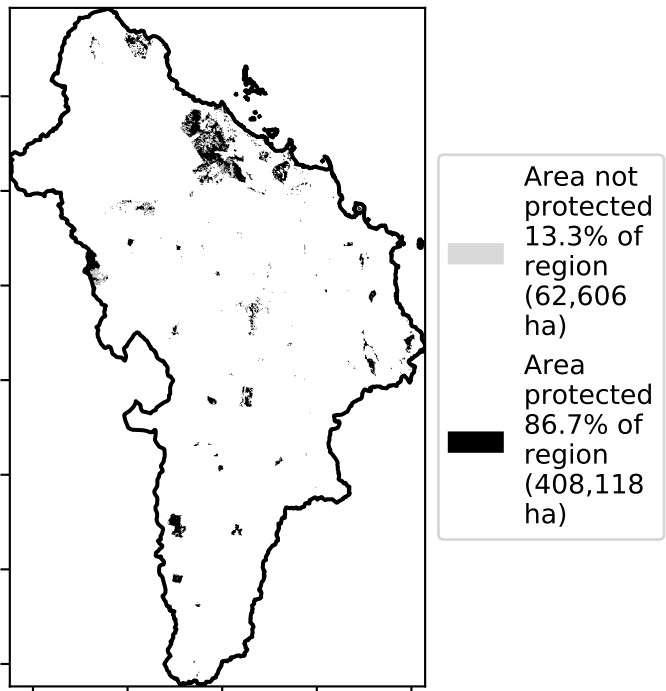 Area not
protected
13.3% of
region
(62,606
ha)
Area
protected
86.7% of
region
(408,118
ha)